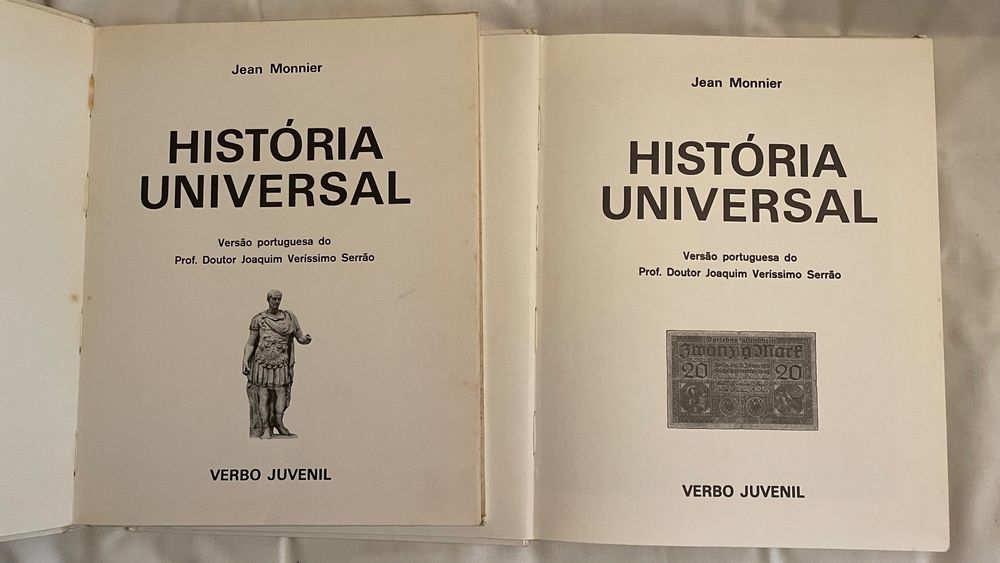 Jean Monnier
HISTÓRIA
UNIVERSAL
Versão portuguesa do
Prof. Doutor Joaquim Veríssimo Serrão
VERBO JUVENIL
Jean Monnier
HISTÓRIA
UNIVERSAL
Versão portuguesa do
Prof. Doutor Joaquim Veríssimo Serrão
Zwanzig Mark
20 20
VERBO JUVENIL